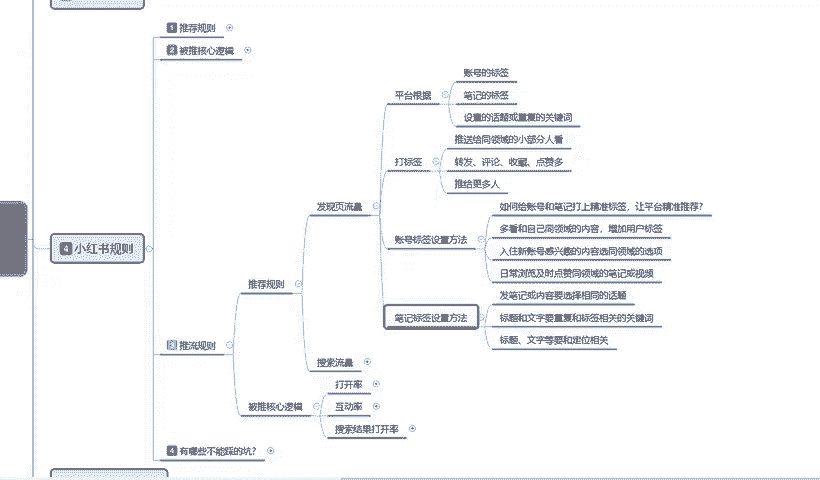 4 小红书规则
1 推荐规则
2 被推核心逻辑
3 推流规则
推荐规则
发现页流量
平台根据
账号的标签
笔记的标签
设置的话题或重复的关键词
打标签
推送给同领域的小部分人看
转发、评论、收藏、点赞多
推给更多人
账号标签设置方法
如何给账号和笔记打上精准标签，让平台精准推荐？
多看和自己同领域的内容，增加用户标签
入住新账号感兴趣的内容选同领域的选项
日常浏览及时点赞同领域的笔记或视频
笔记标签设置方法
发笔记或内容要选择相同的话题
标题和文字要重复和标签相关的关键词
标题、文字等要和定位相关
搜索流量
被推核心逻辑
打开率
互动率
搜索结果打开率
4 有哪些不能踩的坑？